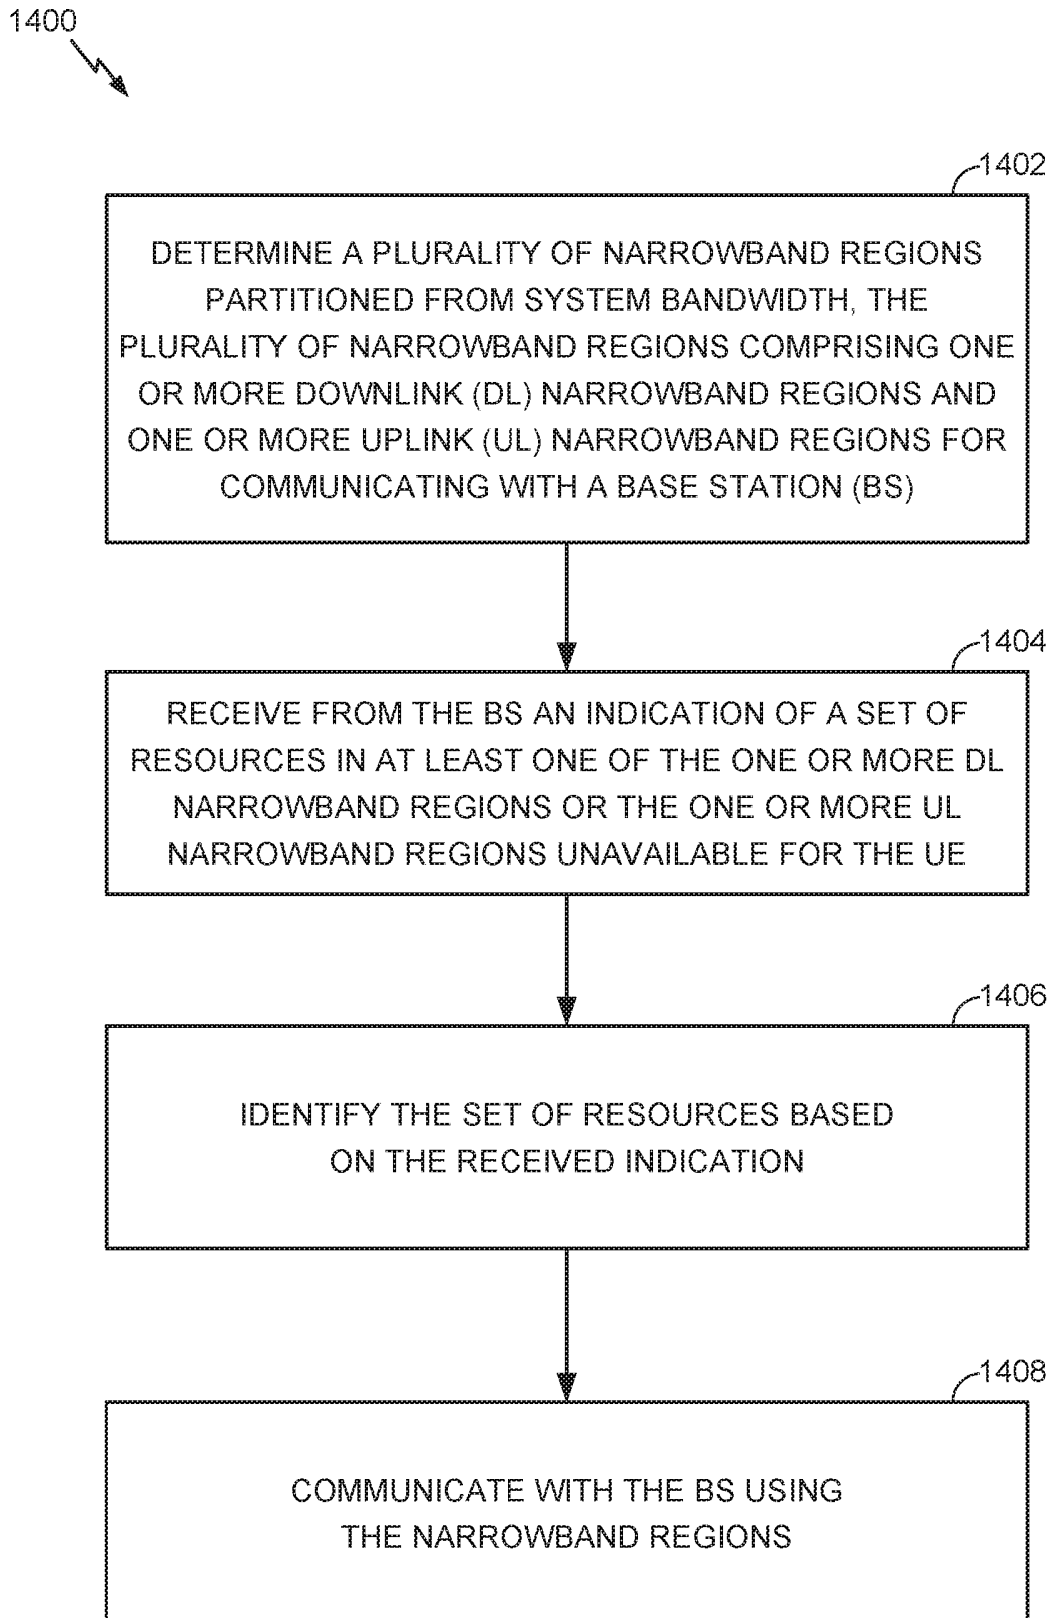 1400
1402
DETERMINE A PLURALITY OF NARROWBAND REGIONS
PARTITIONED FROM SYSTEM BANDWIDTH, THE
PLURALITY OF NARROWBAND REGIONS COMPRISING ONE
OR MORE DOWNLINK (DL) NARROWBAND REGIONS AND
ONE OR MORE UPLINK (UL) NARROWBAND REGIONS FOR
COMMUNICATING WITH A BASE STATION (BS)
1404
RECEIVE FROM THE BS AN INDICATION OF A SET OF
RESOURCES IN AT LEAST ONE OF THE ONE OR MORE DL
NARROWBAND REGIONS OR THE ONE OR MORE UL
NARROWBAND REGIONS UNAVAILABLE FOR THE UE
1406
IDENTIFY THE SET OF RESOURCES BASED
ON THE RECEIVED INDICATION
1408
COMMUNICATE WITH THE BS USING
THE NARROWBAND REGIONS